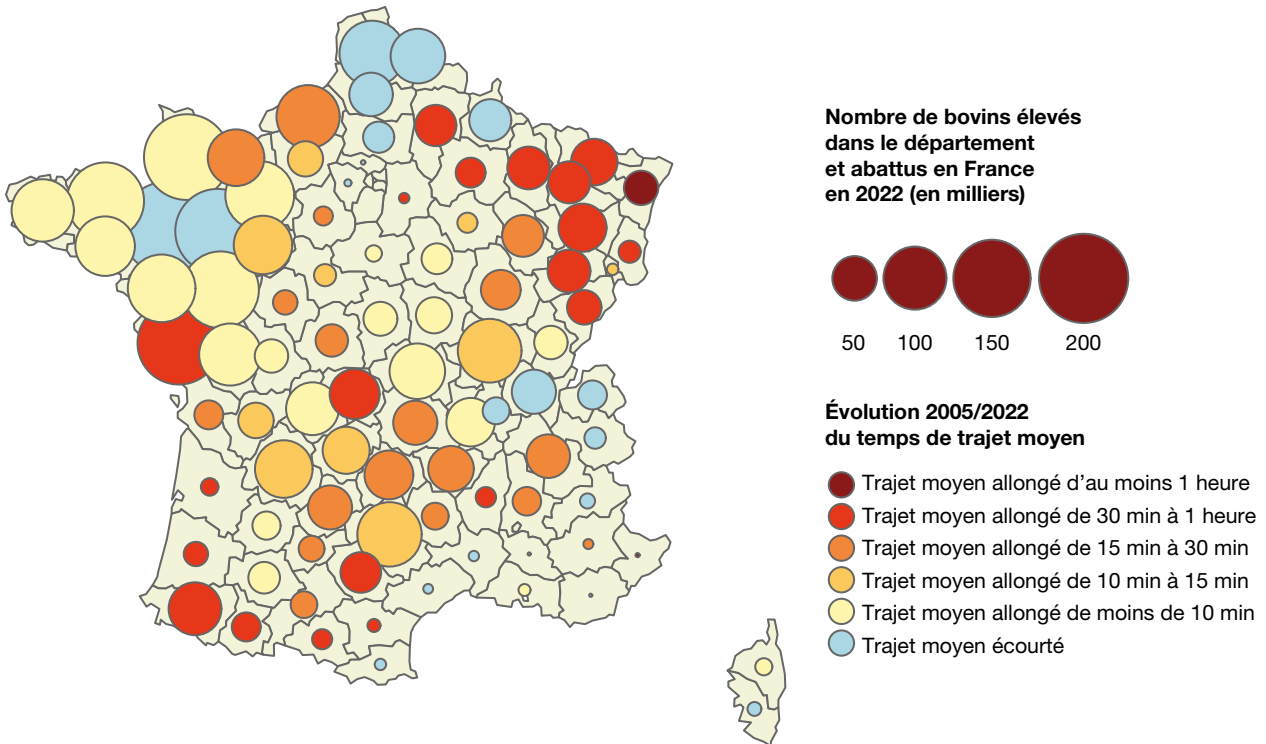 Nombre de bovins élevés
dans le département
et abattus en France
en 2022 (en milliers)
50 100 150 200
Évolution 2005/2022
du temps de trajet moyen
Trajet moyen allongé d’au moins 1 heure
Trajet moyen allongé de 30 min à 1 heure
Trajet moyen allongé de 15 min à 30 min
Trajet moyen allongé de 10 min à 15 min
Trajet moyen allongé de moins de 10 min
Trajet moyen écourté